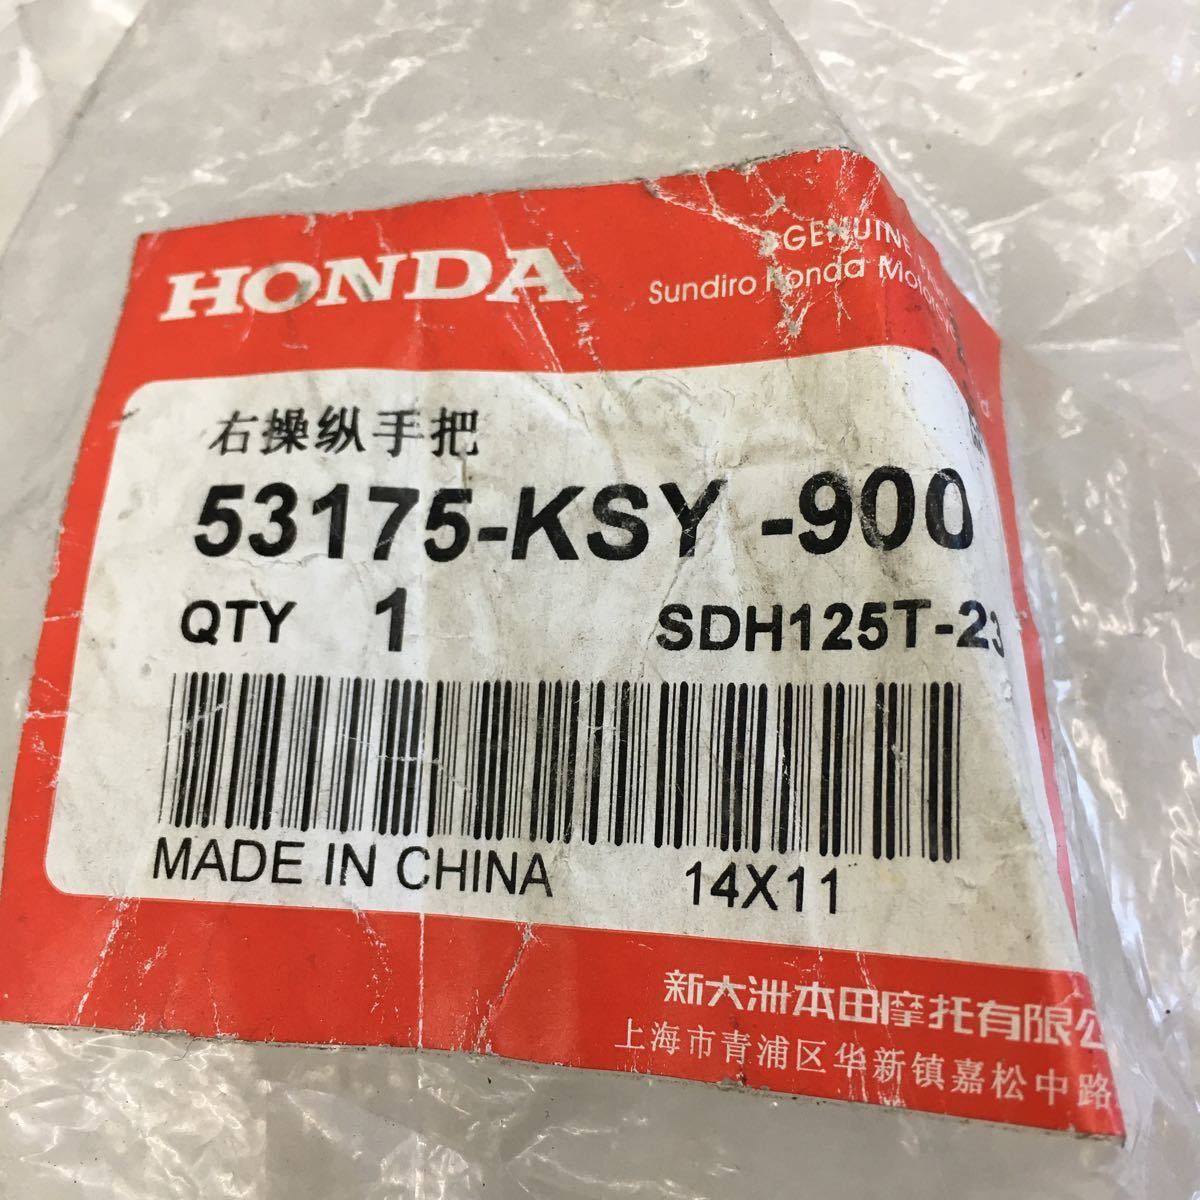 HONDA
GENUINE
Sundiro Honda
右操纵手把
53175-KSY -900
QTY 1 SDH125T-23
MADE IN CHINA 14X11
新大洲本田摩托有限公
上海市青浦区华新镇嘉松中路